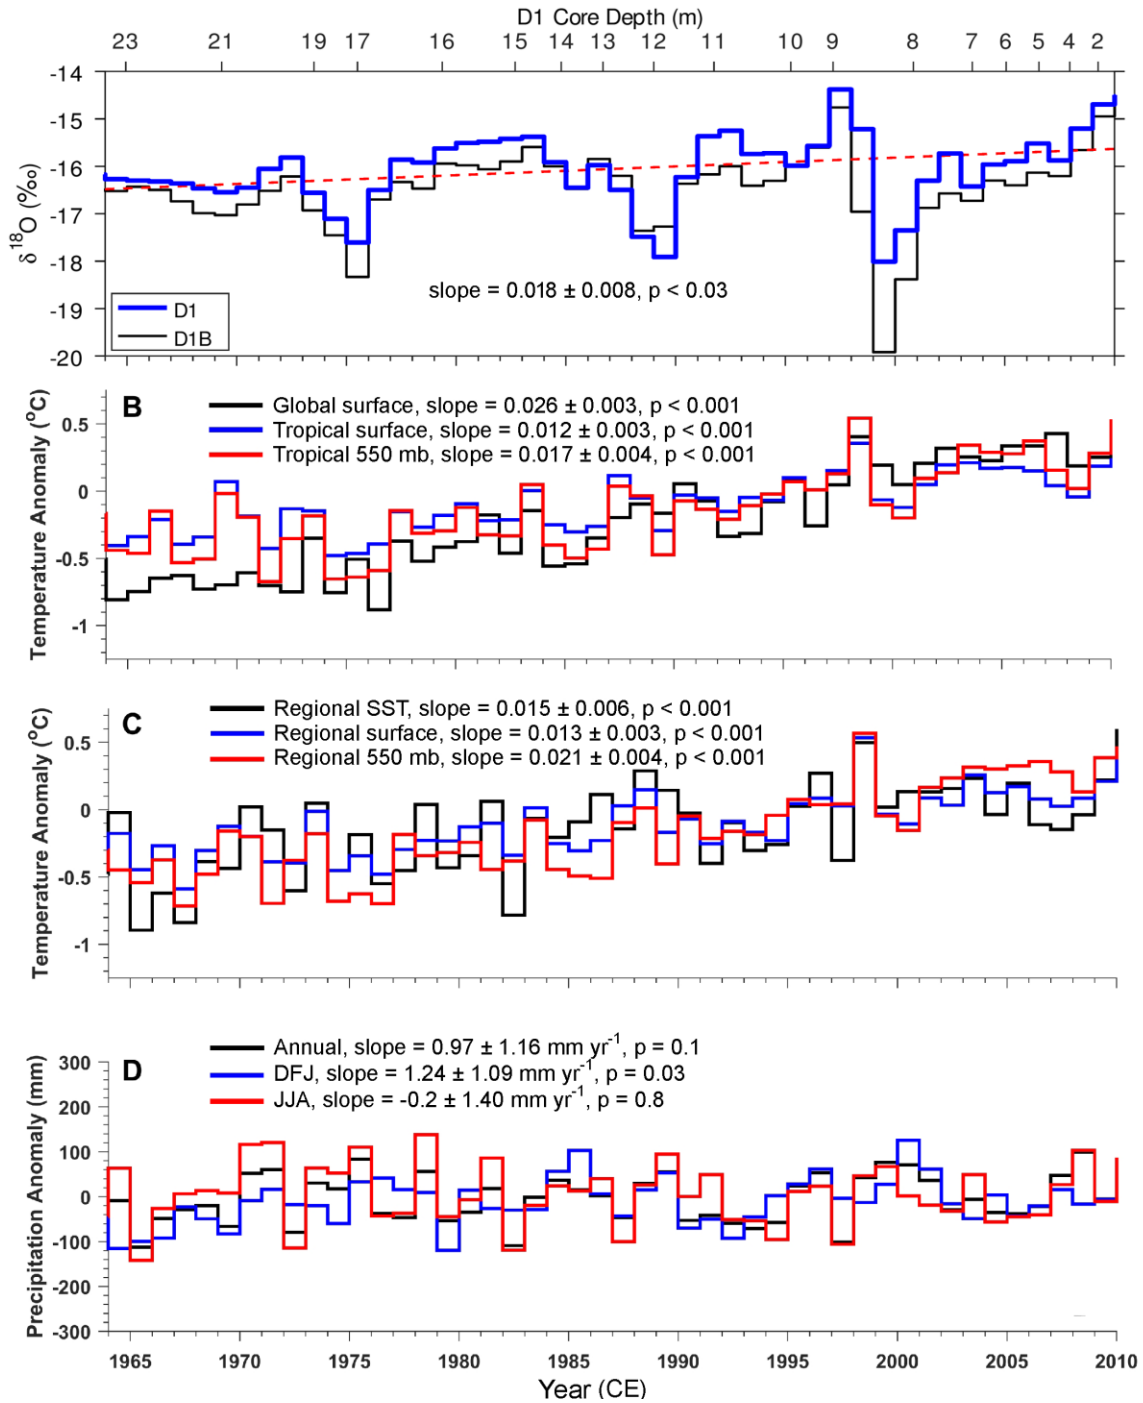 D1 Core Depth (m)
23 21 19 17 16 15 14 13 12 11 10 9 8 7 6 5 4 2
δ18O (‰)
-14
-15
-16
-17
-18
-19
-20
slope = 0.018 ± 0.008, p < 0.03
D1
D1B
B
Temperature Anomaly (oC)
0.5
0
-0.5
-1
Global surface, slope = 0.026 ± 0.003, p < 0.001
Tropical surface, slope = 0.012 ± 0.003, p < 0.001
Tropical 550 mb, slope = 0.017 ± 0.004, p < 0.001
C
Temperature Anomaly (oC)
0.5
0
-0.5
-1
Regional SST, slope = 0.015 ± 0.006, p < 0.001
Regional surface, slope = 0.013 ± 0.003, p < 0.001
Regional 550 mb, slope = 0.021 ± 0.004, p < 0.001
D
Precipitation Anomaly (mm)
300
200
100
0
-100
-200
-300
Annual, slope = 0.97 ± 1.16 mm yr-1, p = 0.1
DFJ, slope = 1.24 ± 1.09 mm yr-1, p = 0.03
JJA, slope = -0.2 ± 1.40 mm yr-1, p = 0.8
1965 1970 1975 1980 1985 1990 1995 2000 2005 2010
Year (CE)